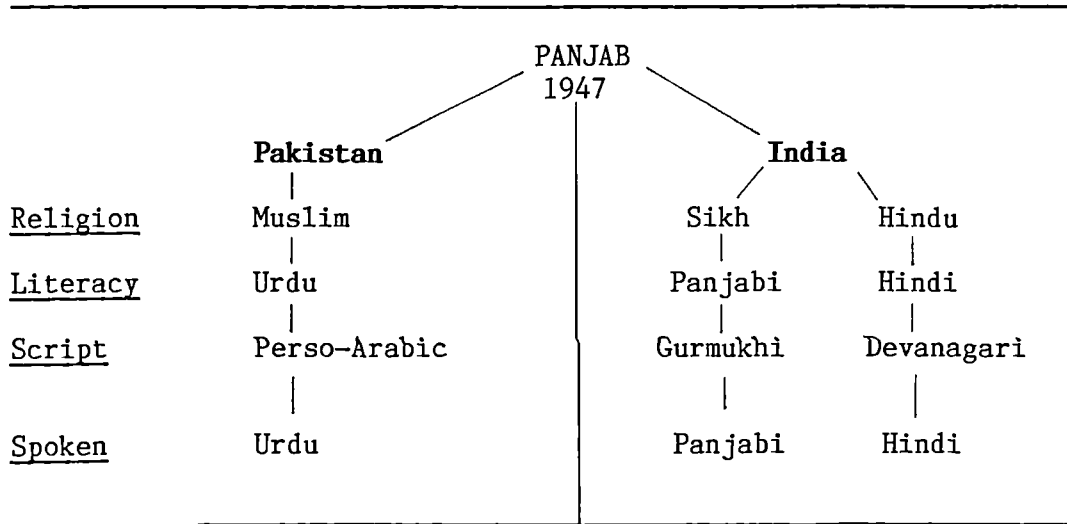 PANJAB
1947
Pakistan India
Religion Muslim Sikh Hindu
Literacy Urdu Panjabi Hindi
Script Perso-Arabic Gurmukhi Devanagari
Spoken Urdu Panjabi Hindi